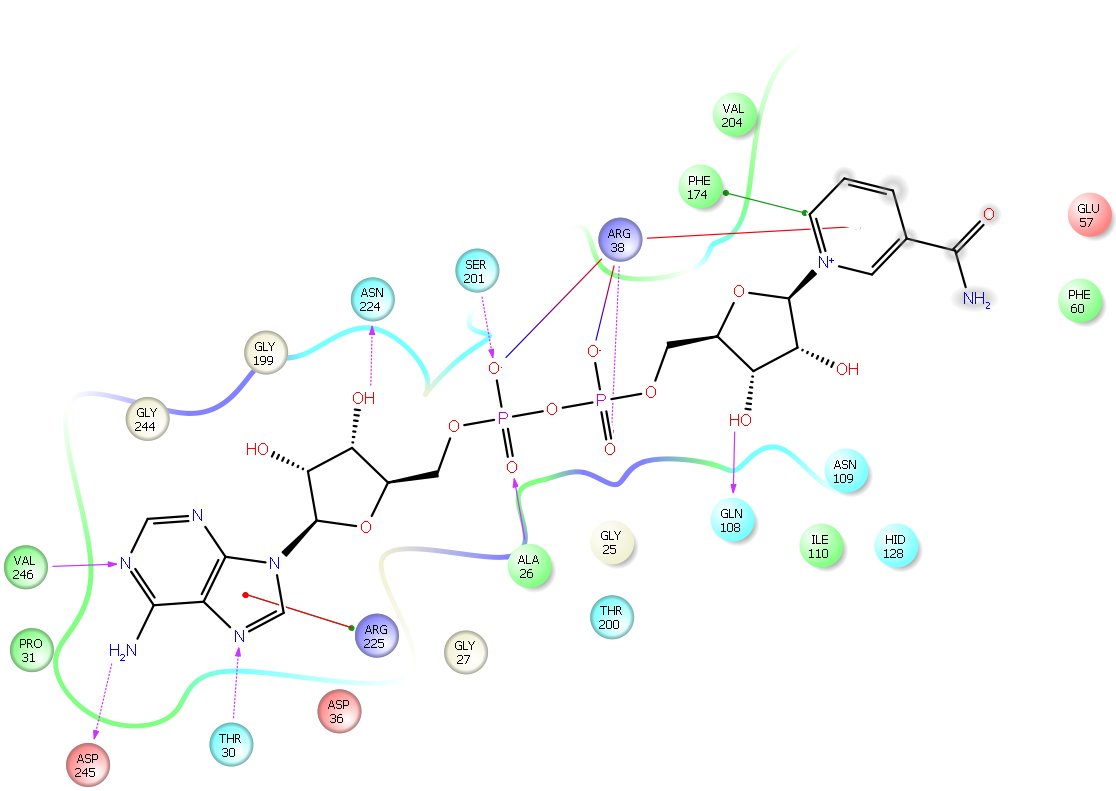 VAL
204
PHE
174
GLU
57
ARG
38
O
SER
201
N+
ASN
224
O
NH2
PHE
60
GLY
199
O-
O-
OH
OH
P
O
P
O
HO
GLY
244
O
HO
O
O
ASN
109
N
O
GLN
108
GLY
25
ILE
110
HID
128
VAL
246
N
N
ALA
26
THR
200
PRO
31
H2N
N
ARG
225
GLY
27
ASP
36
THR
30
ASP
245